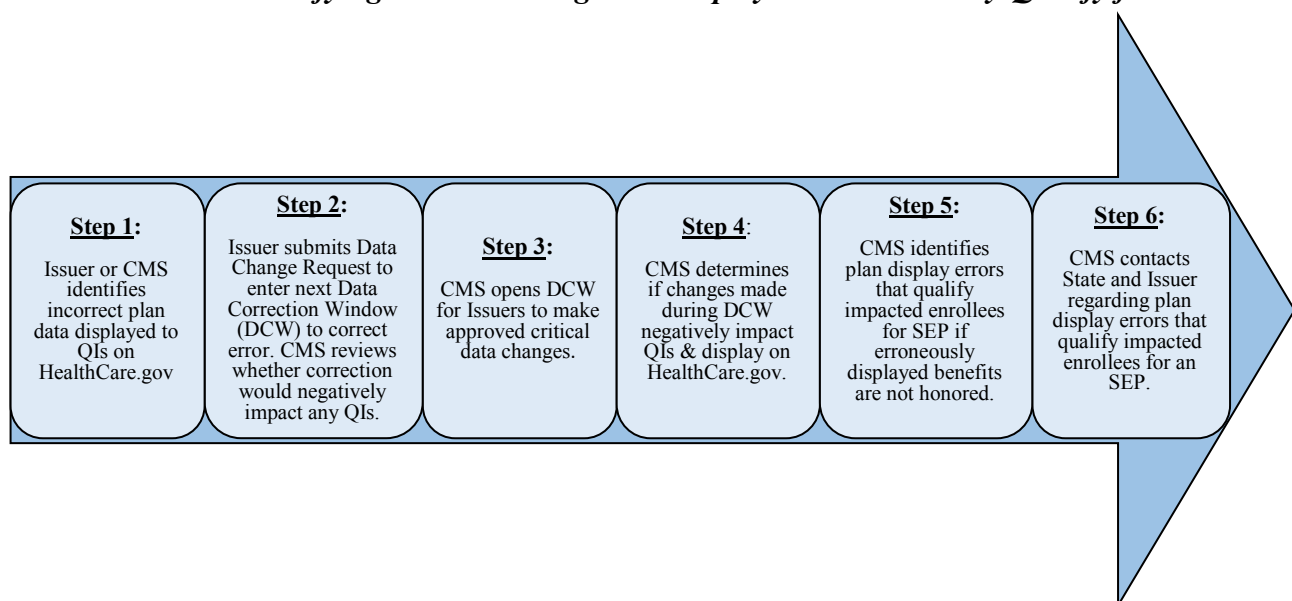 Step 1:
Issuer or CMS
identifies
incorrect plan
data displayed to
QIs on
HealthCare.gov
Step 2:
Issuer submits Data
Change Request to
enter next Data
Correction Window
(DCW) to correct
error. CMS reviews
whether correction
would negatively
impact any QIs.
Step 3:
CMS opens DCW
for Issuers to make
approved critical
data changes.
Step 4:
CMS determines
if changes made
during DCW
negatively impact
QIs & display on
HealthCare.gov.
Step 5:
CMS identifies
plan display errors
that qualify
impacted enrollees
for SEP if
erroneously
displayed benefits
are not honored.
Step 6:
CMS contacts
State and Issuer
regarding plan
display errors that
qualify impacted
enrollees for an
SEP.